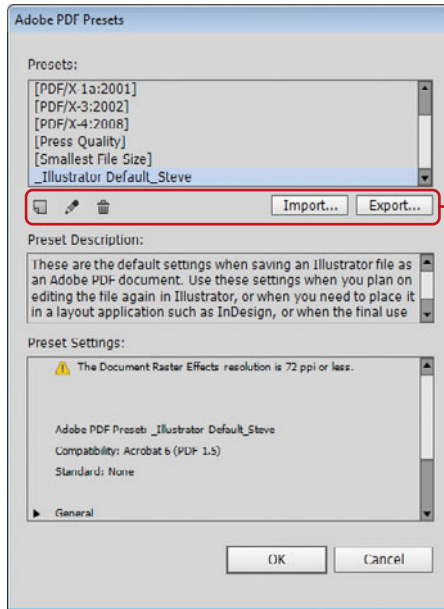 Adobe PDF Presets
Presets:
[PDF/X-1a:2001]
[PDF/X-3:2002]
[PDF/X-4:2008]
[Press Quality]
[Smallest File Size]
_Illustrator Default_Steve
Import... Export...
Preset Description:
These are the default settings when saving an Illustrator file as
an Adobe PDF document. Use these settings when you plan on
editing the file again in Illustrator, or when you need to place it
in a layout application such as InDesign, or when the final use
Preset Settings:
The Document Raster Effects resolution is 72 ppi or less.
Adobe PDF Preset: _Illustrator Default_Steve
Compatibility: Acrobat 6 (PDF 1.5)
Standard: None
General
OK Cancel